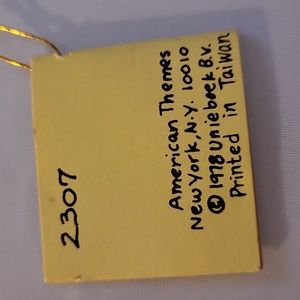 2307
American Themes
New York, N.Y. 10010
© 1978 Unieboek B.V.
Printed in Taiwan